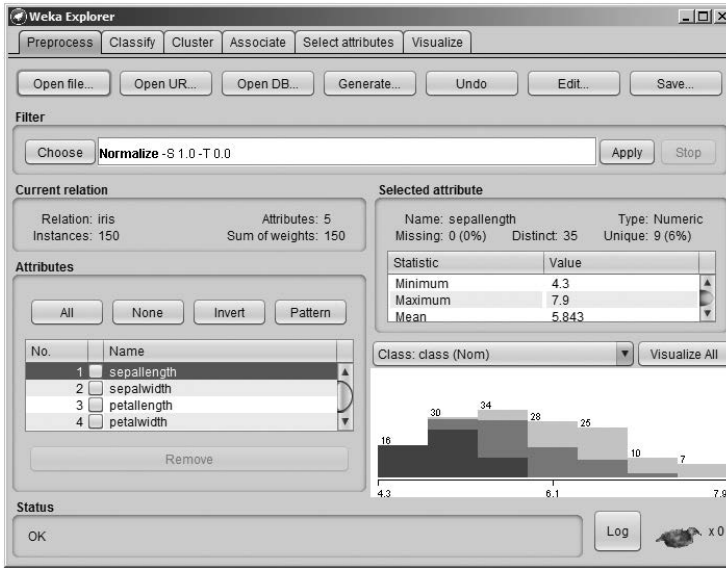 Weka Explorer
Preprocess Classify Cluster Associate Select attributes Visualize
Open file... Open UR... Open DB... Generate... Undo Edit... Save...
Filter
Choose Normalize -S 1.0 -T 0.0 Apply Stop
Current relation
Relation: iris Attributes: 5
Instances: 150 Sum of weights: 150
Selected attribute
Name: sepallength Type: Numeric
Missing: 0 (0%) Distinct: 35 Unique: 9 (6%)
Statistic Value
Minimum 4.3
Maximum 7.9
Mean 5.843
Attributes
All None Invert Pattern
No. Name
1 sepallength
2 sepalwidth
3 petallength
4 petalwidth
Remove
Class: class (Nom) Visualize All
16 30 34 28 25 10 7
4.3 6.1 7.9
Status
OK
Log x 0